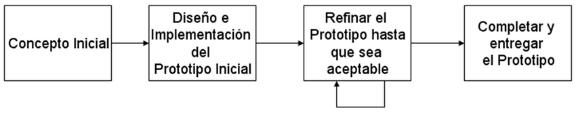 Concepto Inicial
Diseño e
Implementación
del
Prototipo Inicial
Refinar el
Prototipo hasta
que sea
aceptable
Completar y
entregar
el Prototipo